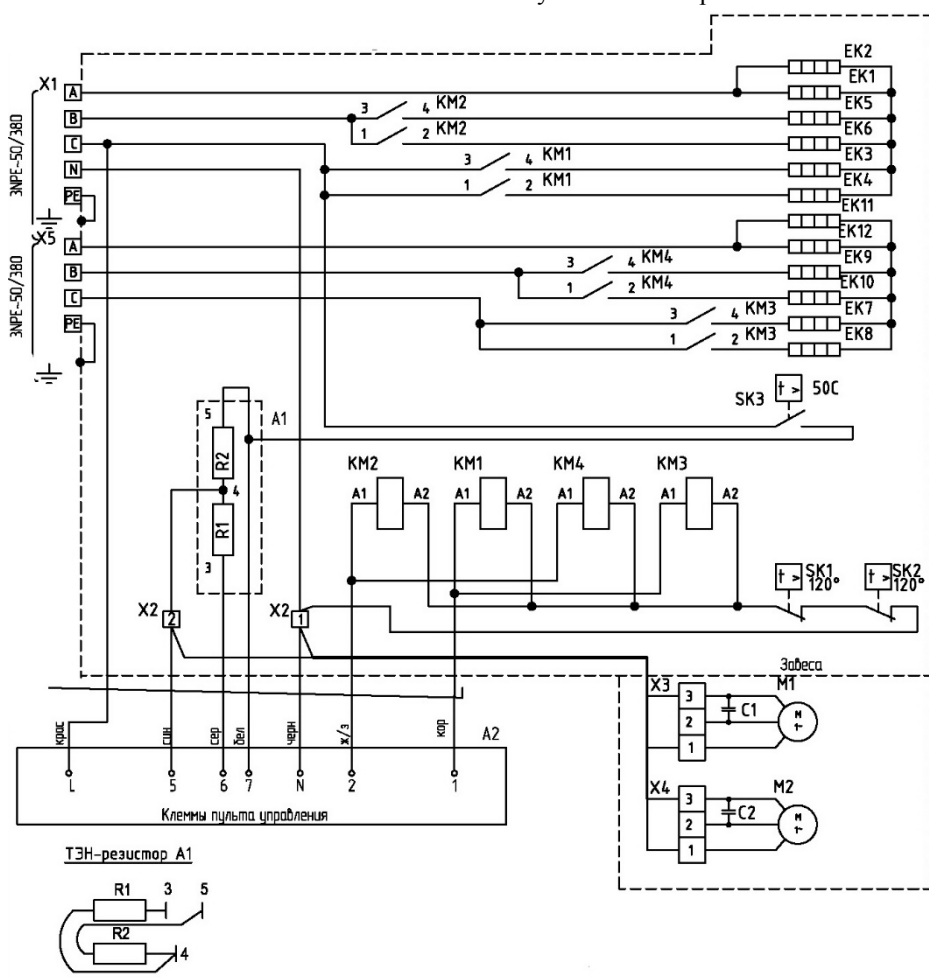 EK2
EK1
EK5
EK6
EK3
EK4
EK11
EK12
EK9
EK10
EK7
EK8
X1
A
B
C
N
PE
3NPE~50/380
3 4 KM2
1 2 KM2
3 4 KM1
1 2 KM1
X5
A
B
C
PE
3NPE~50/380
3 4 KM4
1 2 KM4
3 4 KM3
1 2 KM3
SK3
t > 50C
A1
5
R2
4
R1
3
KM2
KM1
KM4
KM3
A1 A2
A1 A2
A1 A2
A1 A2
t > SK1
120°
t > SK2
120°
X2
2
X2
1
Завеса
X3
3
2
1
C1
M1
M
1~
X4
3
2
1
C2
M2
M
1~
крас
син
сер
бел
черн
ж/з
кор
A2
L
5
6
7
N
2
1
Клеммы пульта управления
ТЭН-резистор А1
R1 3 5
R2
4